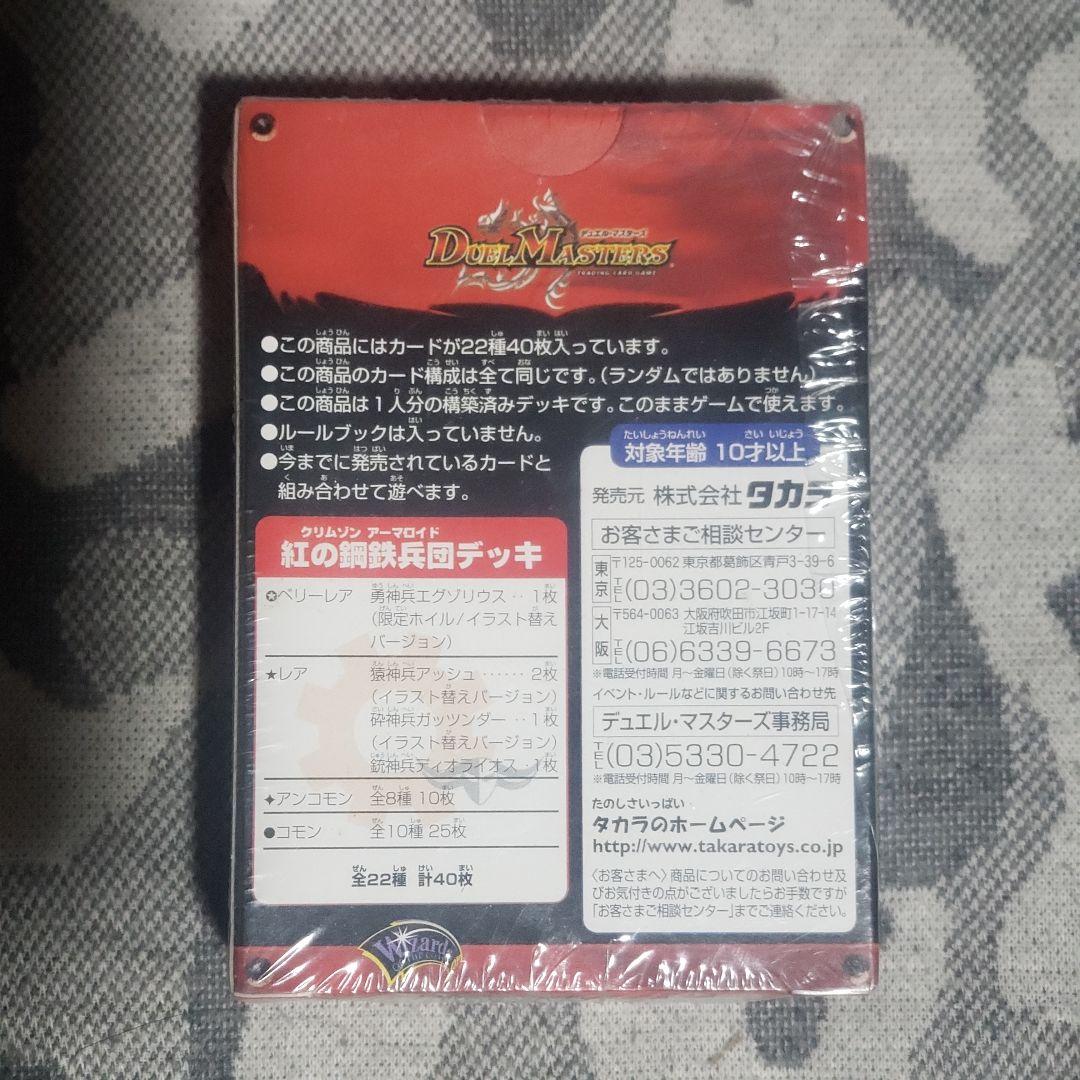 デュエル・マスターズ
DUEL MASTERS
TRADING CARD GAME
●この商品にはカードが22種40枚入っています。
●この商品のカード構成は全て同じです。(ランダムではありません)
●この商品は1人分の構築済みデッキです。このままゲームで使えます。
●ルールブックは入っていません。
●今までに発売されているカードと
組み合わせて遊べます。
クリムゾン アーマロイド
紅の鋼鉄兵団デッキ
✪ベリーレア 勇神兵エグゾリウス‥1枚
(限定ホイル/イラスト替え
バージョン)
★レア 猿神兵アッシュ……2枚
(イラスト替えバージョン)
砕神兵ガッツンダー‥1枚
(イラスト替えバージョン)
銃神兵ディオライオス・1枚
✦アンコモン 全8種 10枚
●コモン 全10種 25枚
全22種 計40枚
Wizards
たいしょうねんれい さい いじょう
対象年齢 10才以上
発売元 株式会社 タカラ
お客さまご相談センター
東京 〒125-0062 東京都葛飾区青戸3-39-6
TEL(03)3602-3030
大阪 〒564-0063 大阪府吹田市江坂町1-17-14
江坂吉川ビル2F
TEL(06)6339-6673
※電話受付時間 月～金曜日(除く祭日)10時～17時
イベント・ルールなどに関するお問い合わせ先
デュエル・マスターズ事務局
TEL(03)5330-4722
※電話受付時間 月～金曜日(除く祭日)10時～17時
たのしさいっぱい
タカラのホームページ
http://www.takaratoys.co.jp
〈お客さまへ〉商品についてのお問い合わせ及
びお気付きの点がございましたらお手数ですが
「お客さまご相談センター」までご連絡ください。